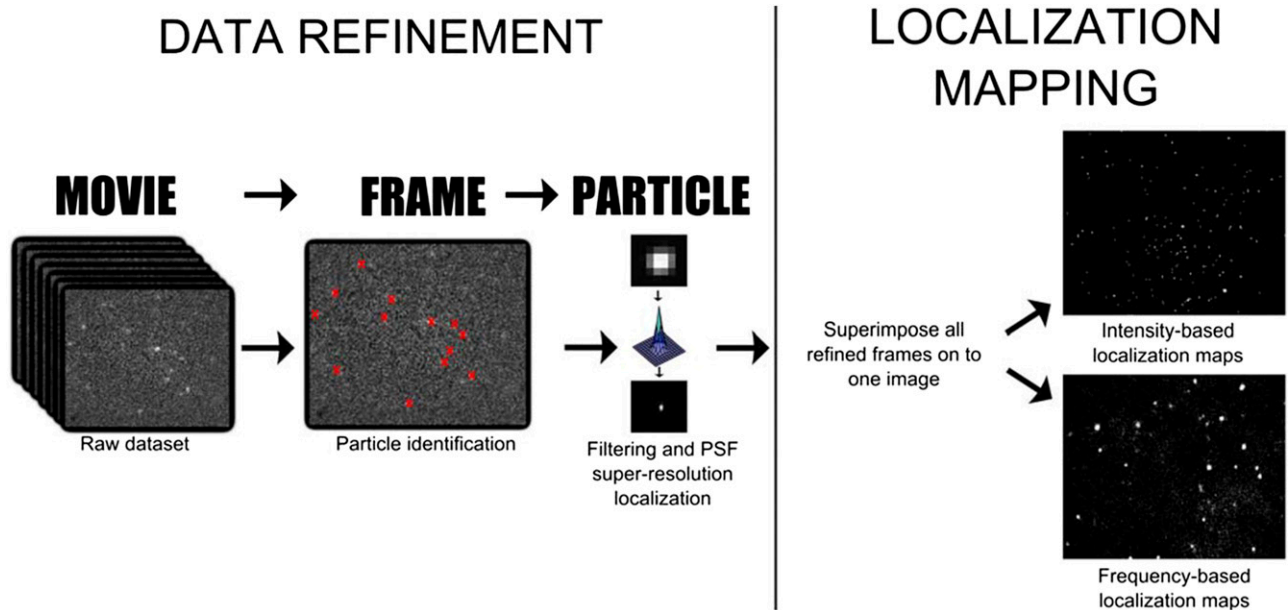 DATA REFINEMENT
MOVIE
FRAME
PARTICLE
Raw dataset
Particle identification
Filtering and PSF
super-resolution
localization
LOCALIZATION
MAPPING
Superimpose all
refined frames on to
one image
Intensity-based
localization maps
Frequency-based
localization maps